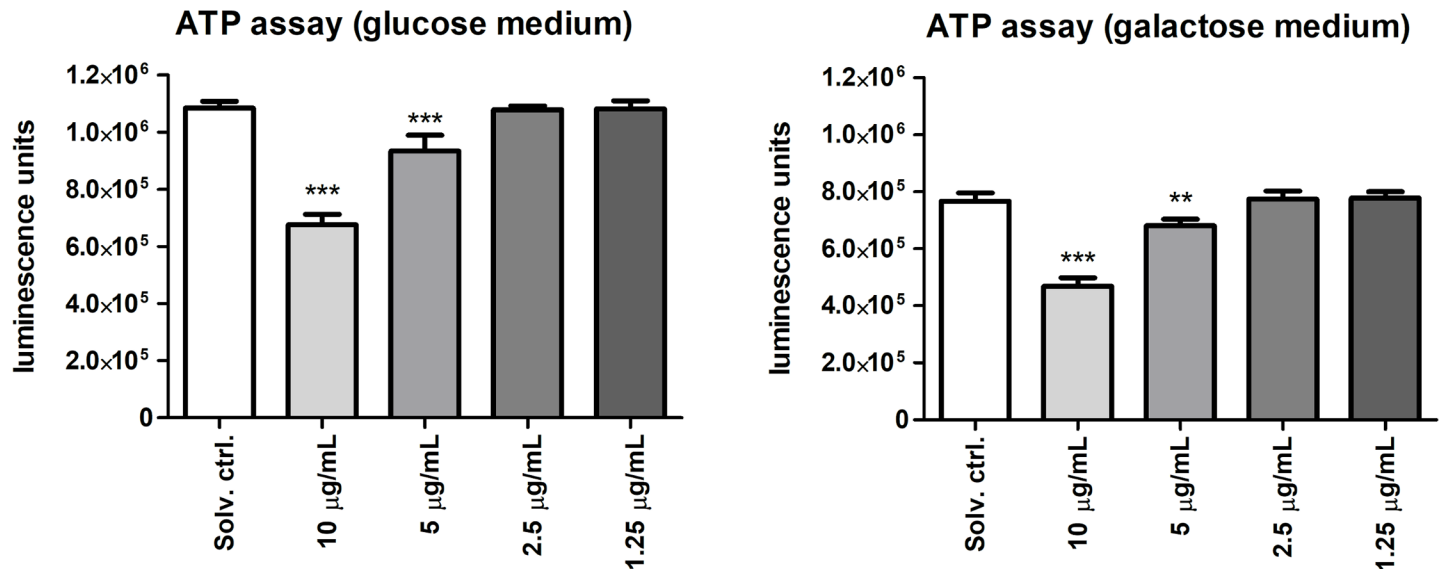 ATP assay (glucose medium)
luminescence units
1.2×10⁶
1.0×10⁶
8.0×10⁵
6.0×10⁵
4.0×10⁵
2.0×10⁵
0
***
***
Solv. ctrl.
10 µg/mL
5 µg/mL
2.5 µg/mL
1.25 µg/mL
ATP assay (galactose medium)
luminescence units
1.2×10⁶
1.0×10⁶
8.0×10⁵
6.0×10⁵
4.0×10⁵
2.0×10⁵
0
***
**
Solv. ctrl.
10 µg/mL
5 µg/mL
2.5 µg/mL
1.25 µg/mL